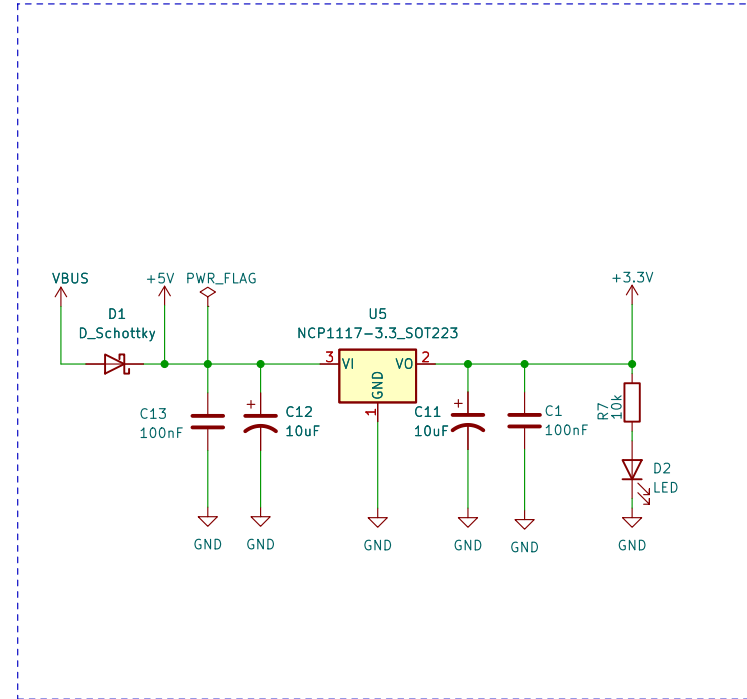 VBUS
+5V
PWR_FLAG
+3.3V
D1
D_Schottky
U5
NCP1117-3.3_SOT223
3
VI
VO
2
GND
1
C13
100nF
+
C12
10uF
+
C11
10uF
C1
100nF
R7
10k
D2
LED
GND
GND
GND
GND
GND
GND